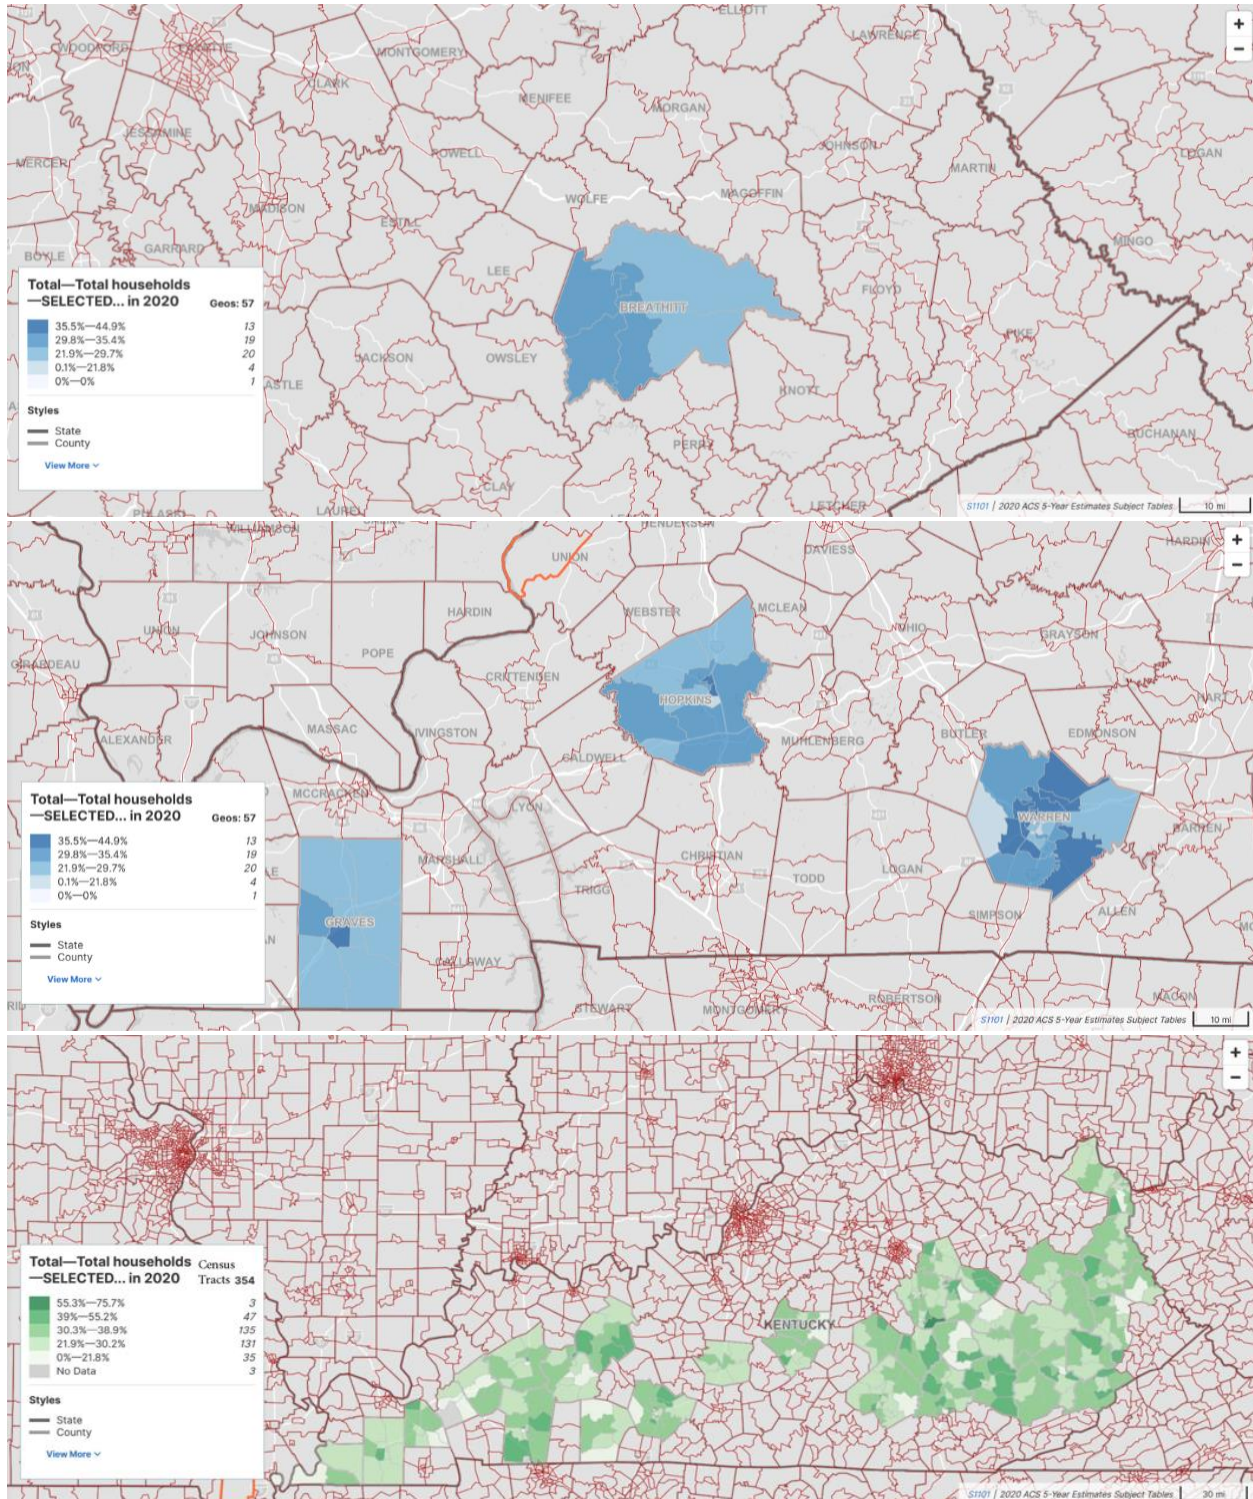 ELLIOTT
LAWRENCE
WOODFORD
MONTGOMERY
CLARK
MENIFEE
MORGAN
JESSAMINE
JOHNSON
LOGAN
MERCER
POWELL
MARTIN
WOLFE
MAGOFFIN
MADISON
ESTILL
MINGO
BOYLE
GARRARD
LEE
FLOYD
BREATHITT
PIKE
JACKSON
OWSLEY
KNOTT
ASTLE
PERRY
BUCHANAN
CLAY
LETCHER
PULASKI
LAUREL
Total—Total households
—SELECTED... in 2020 Geos: 57
35.5%—44.9% 13
29.8%—35.4% 19
21.9%—29.7% 20
0.1%—21.8% 4
0%—0% 1
Styles
State
County
View More
+
−
S1101 | 2020 ACS 5-Year Estimates Subject Tables 10 mi
WILLIAMSON
HENDERSON
UNION
DAVIESS
HARDIN
HARDIN
WEBSTER
MCLEAN
UNION
JOHNSON
OHIO
GRAYSON
POPE
GIRARDEAU
CRITTENDEN
HOPKINS
HART
ALEXANDER
MASSAC
IVINGSTON
MUHLENBERG
BUTLER
EDMONSON
CALDWELL
MCCRACKEN
LYON
WARREN
BARREN
MARSHALL
CHRISTIAN
TODD
LOGAN
TRIGG
GRAVES
SIMPSON
ALLEN
CALLOWAY
STEWART
MONTGOMERY
ROBERTSON
MACON
Total—Total households
—SELECTED... in 2020 Geos: 57
35.5%—44.9% 13
29.8%—35.4% 19
21.9%—29.7% 20
0.1%—21.8% 4
0%—0% 1
Styles
State
County
View More
+
−
S1101 | 2020 ACS 5-Year Estimates Subject Tables 10 mi
KENTUCKY
Total—Total households Census
—SELECTED... in 2020 Tracts 354
55.3%—75.7% 3
39%—55.2% 47
30.3%—38.9% 135
21.9%—30.2% 131
0%—21.8% 35
No Data 3
Styles
State
County
View More
+
−
S1101 | 2020 ACS 5-Year Estimates Subject Tables 30 mi